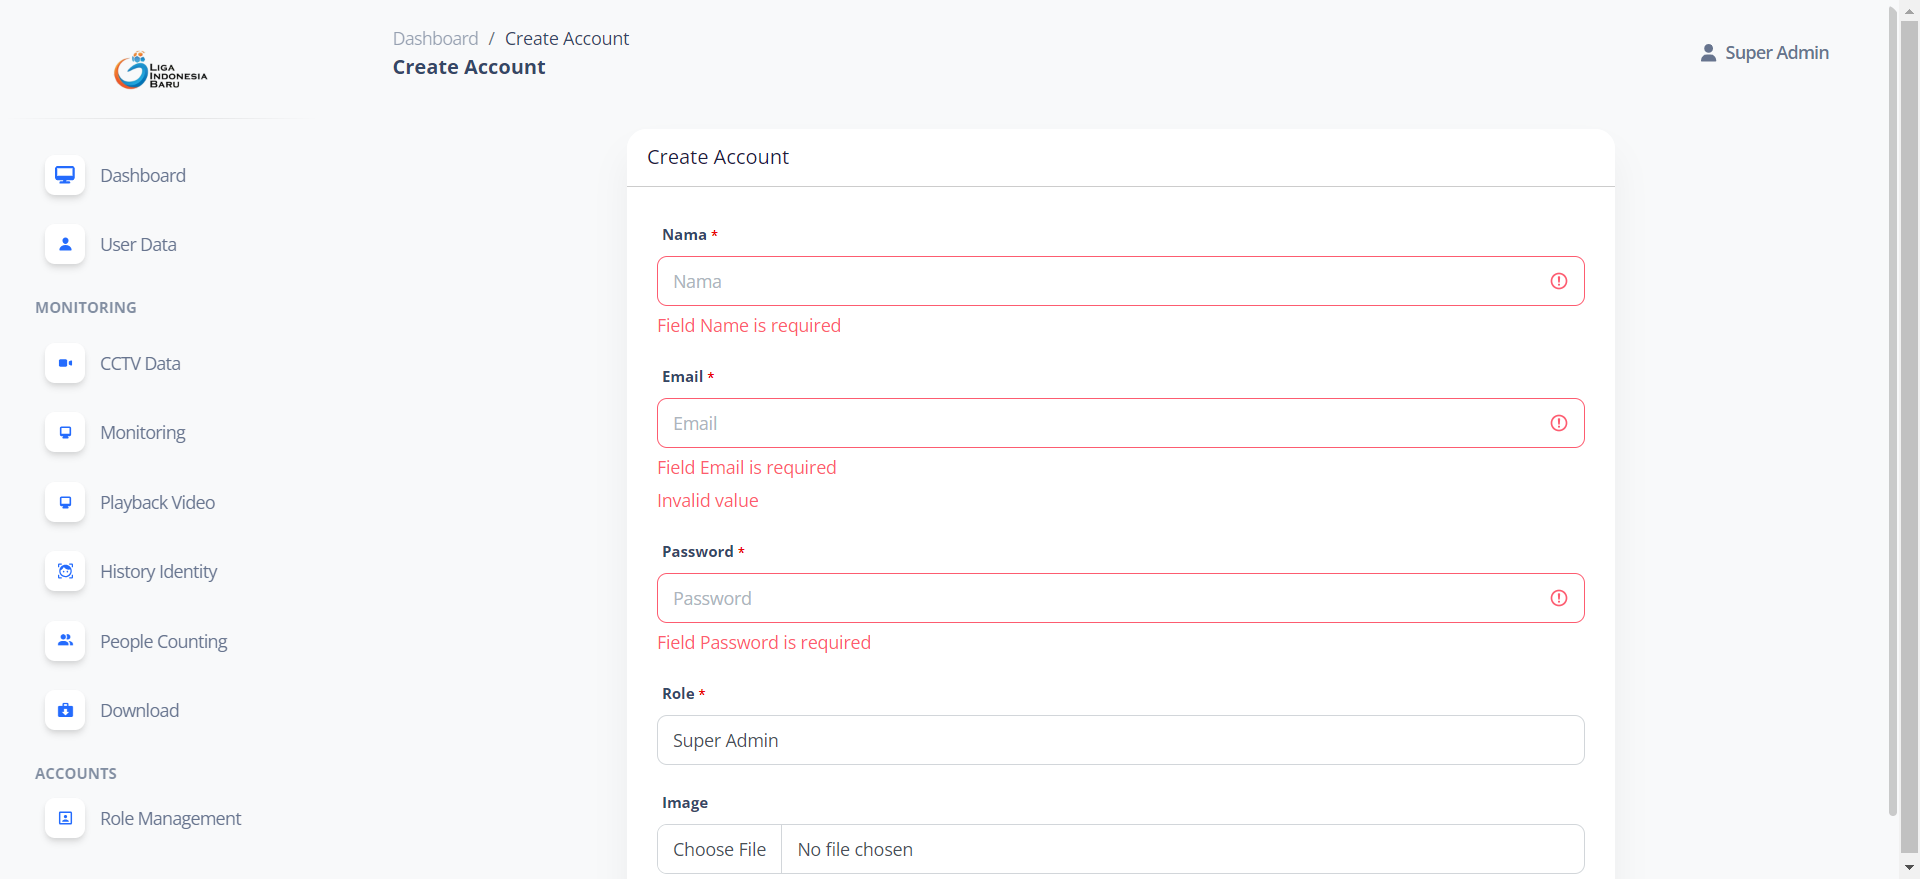 LIGA
INDONESIA
BARU
Dashboard / Create Account
Create Account
Super Admin
Dashboard
User Data
MONITORING
CCTV Data
Monitoring
Playback Video
History Identity
People Counting
Download
ACCOUNTS
Role Management
Create Account
Nama *
Nama
Field Name is required
Email *
Email
Field Email is required
Invalid value
Password *
Password
Field Password is required
Role *
Super Admin
Image
Choose File No file chosen